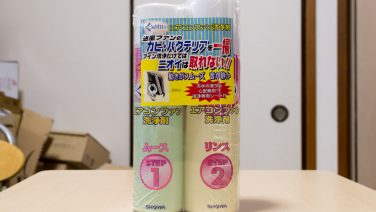 エアコンファン洗浄剤
送風ファンの
カビ・バクテリアを一掃
フィン洗浄だけでは
ニオイは取れない!!
エアコンファン
洗浄剤
ムース
STEP
1
SHOWA
エアコンファン
洗浄剤
リンス
STEP
2
SHOWA